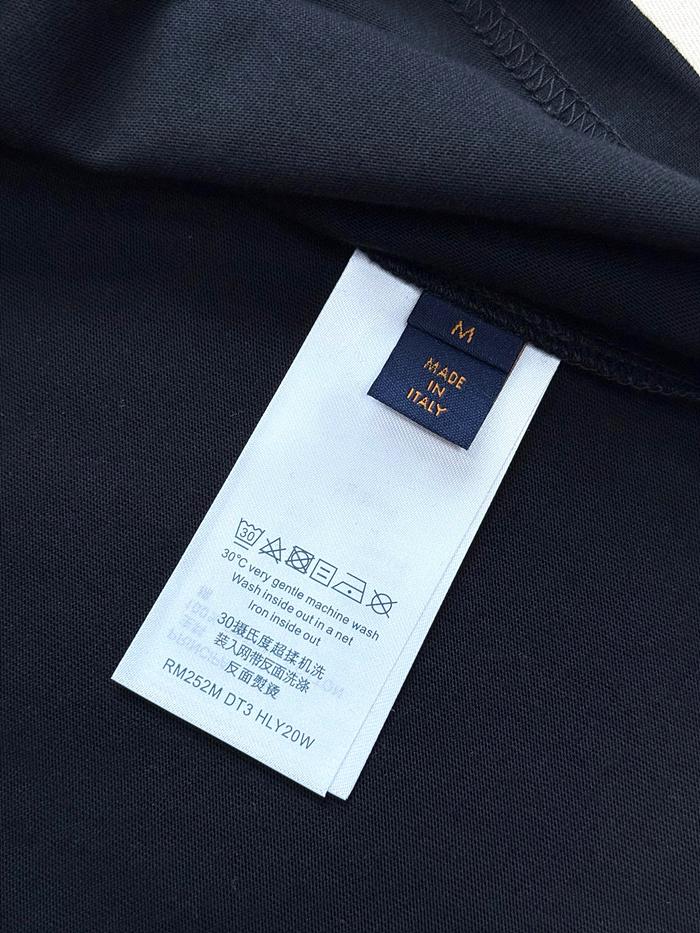 M
MADE
IN
ITALY
30
30°C very gentle machine wash
Wash inside out in a net
Iron inside out
30摄氏度超揉机洗
装入网带反面洗涤
反面熨烫
RM252M DT3 HLY20W